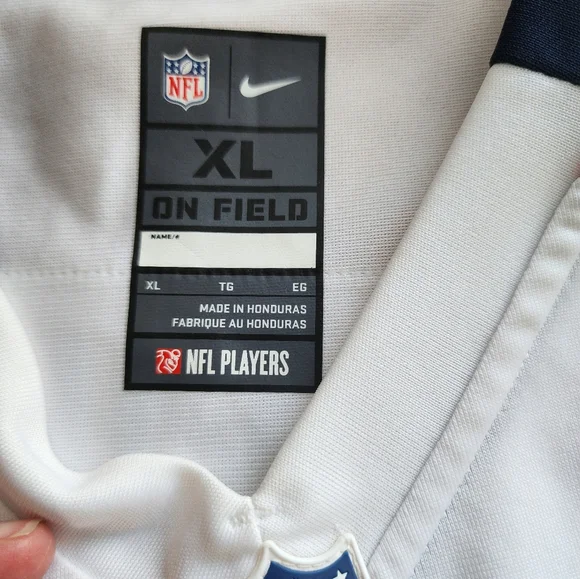 NFL
XL
ON FIELD
NAME/#
XL TG EG
MADE IN HONDURAS
FABRIQUE AU HONDURAS
NFL PLAYERS